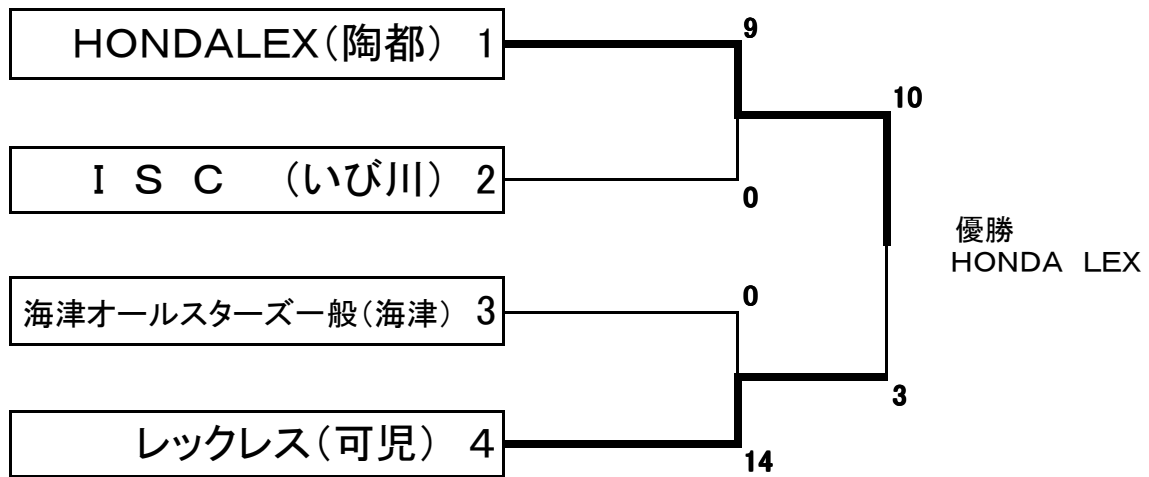 HONDALEX（陶都） 1
9
10
I S C （いび川） 2
0
優勝
HONDA LEX
海津オールスターズ一般（海津） 3
0
3
レックレス（可児） 4
14